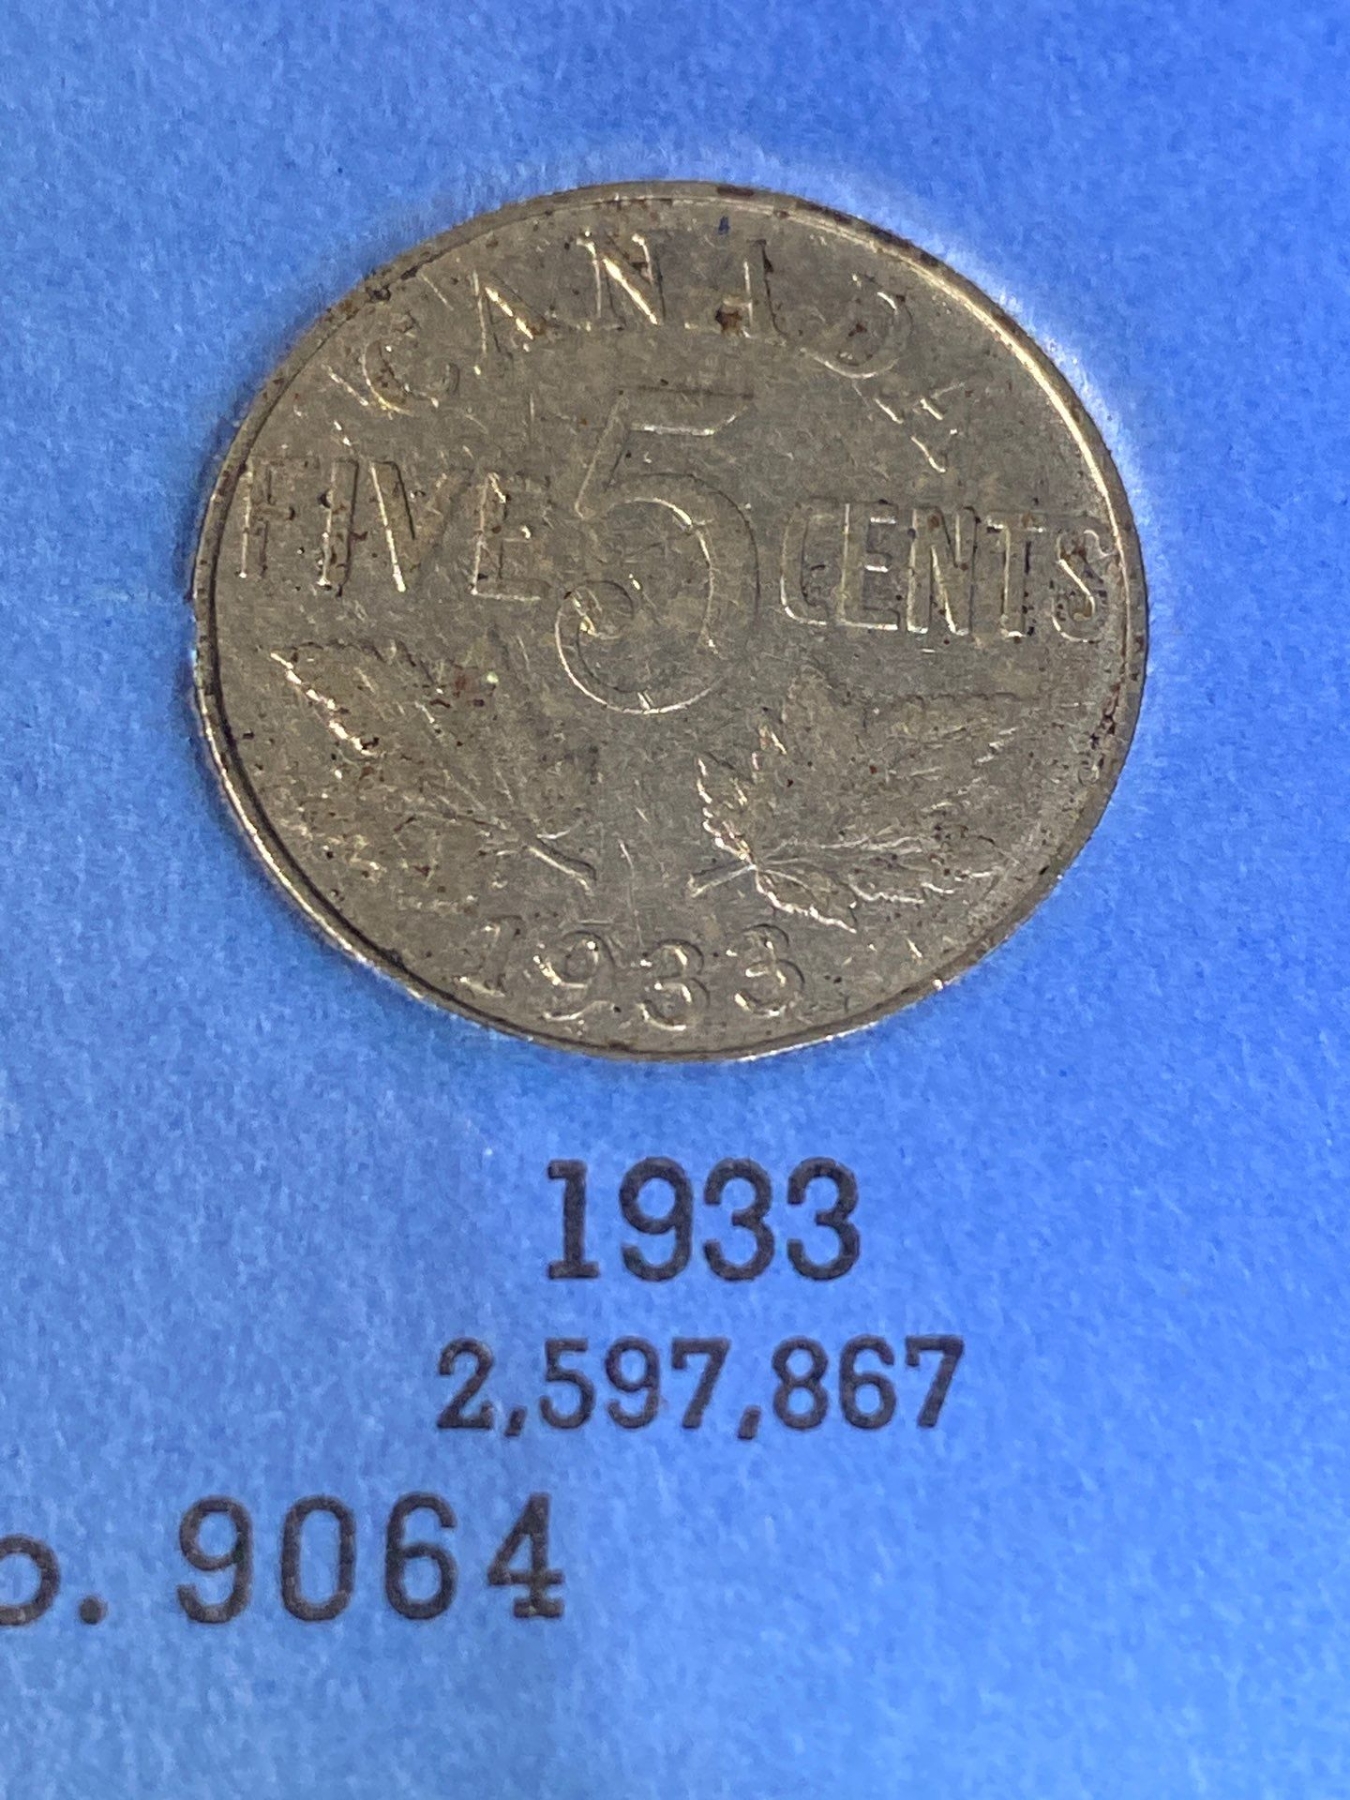 CANADA
FIVE 5 CENTS
1933
1933
2,597,867
o. 9064